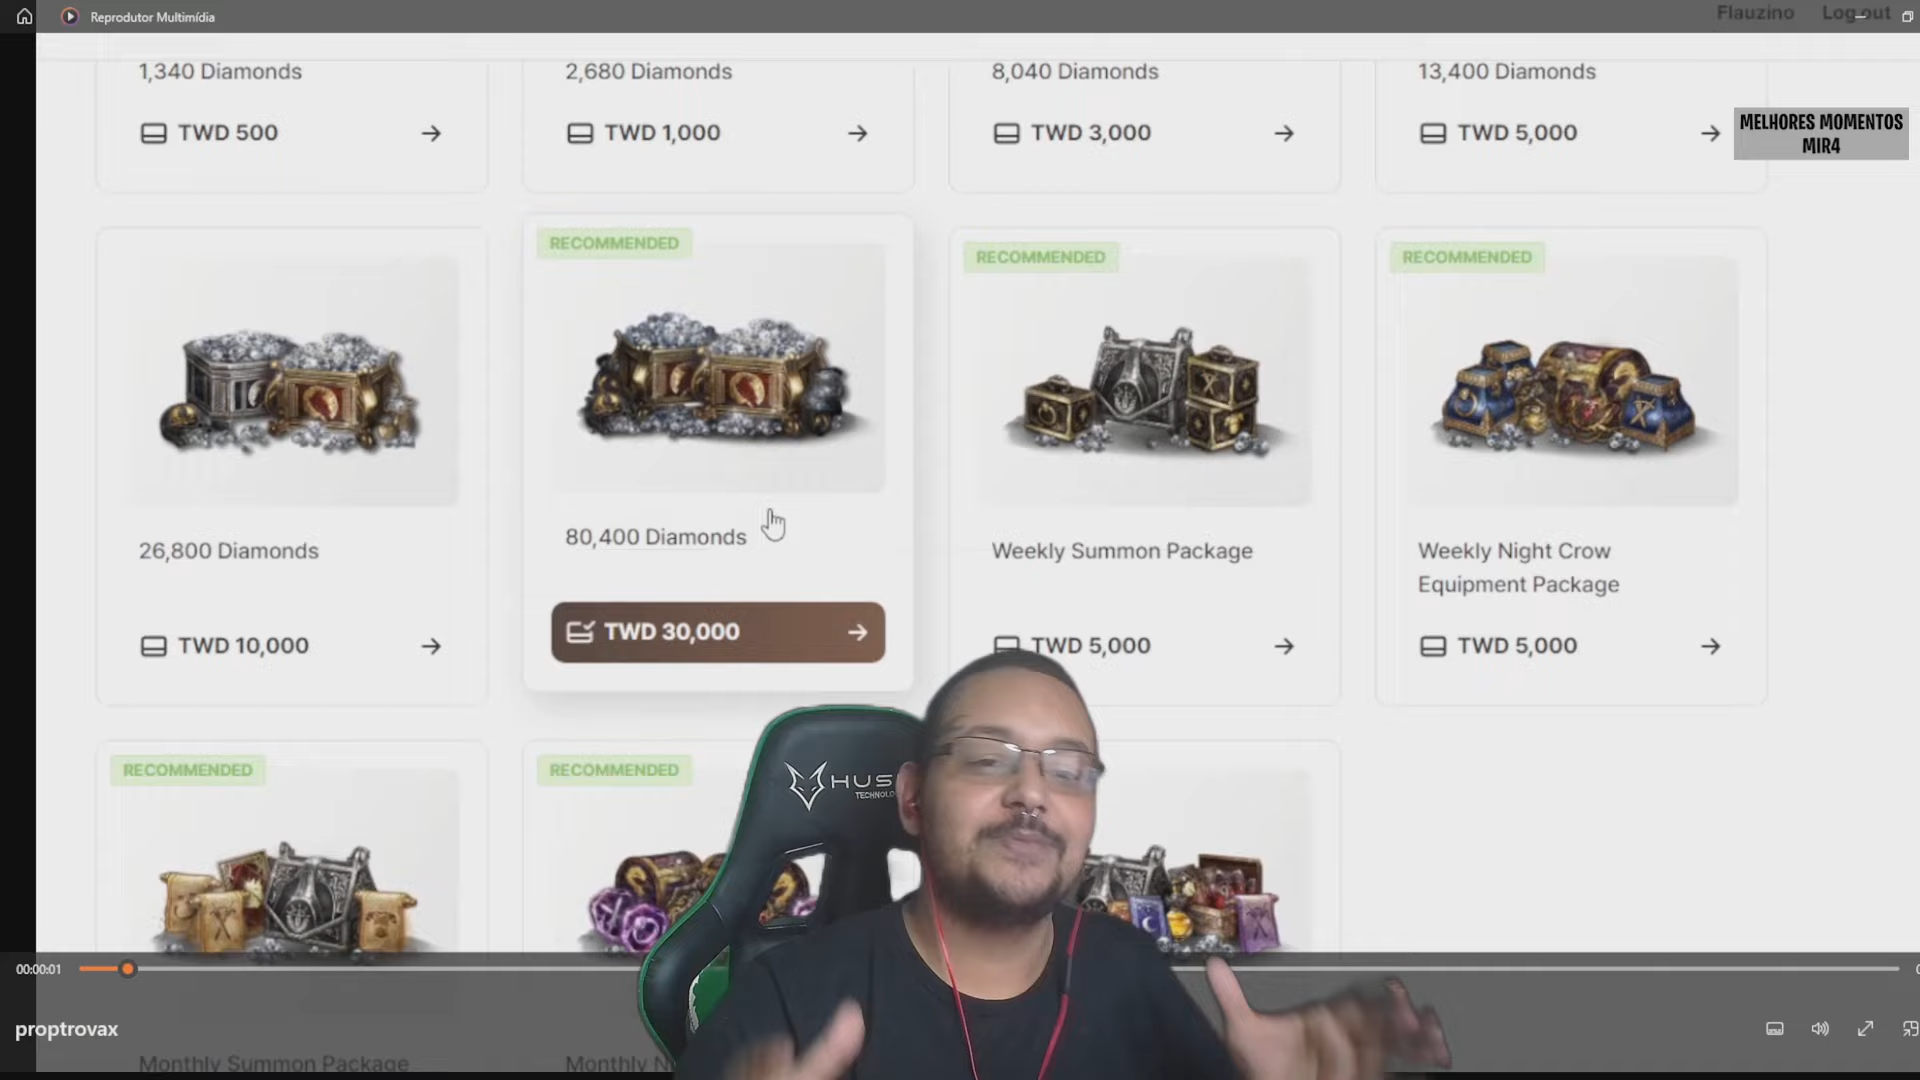 Reprodutor Multimídia
Flauzino
Log out
1,340 Diamonds
2,680 Diamonds
8,040 Diamonds
13,400 Diamonds
TWD 500
TWD 1,000
TWD 3,000
TWD 5,000
MELHORES MOMENTOS
MIR4
RECOMMENDED
RECOMMENDED
RECOMMENDED
26,800 Diamonds
80,400 Diamonds
Weekly Summon Package
Weekly Night Crow
Equipment Package
TWD 10,000
TWD 30,000
TWD 5,000
TWD 5,000
RECOMMENDED
RECOMMENDED
HUS
TECHNOLO
00:00:01
proptrovax
Monthly Summon Package
Monthly N